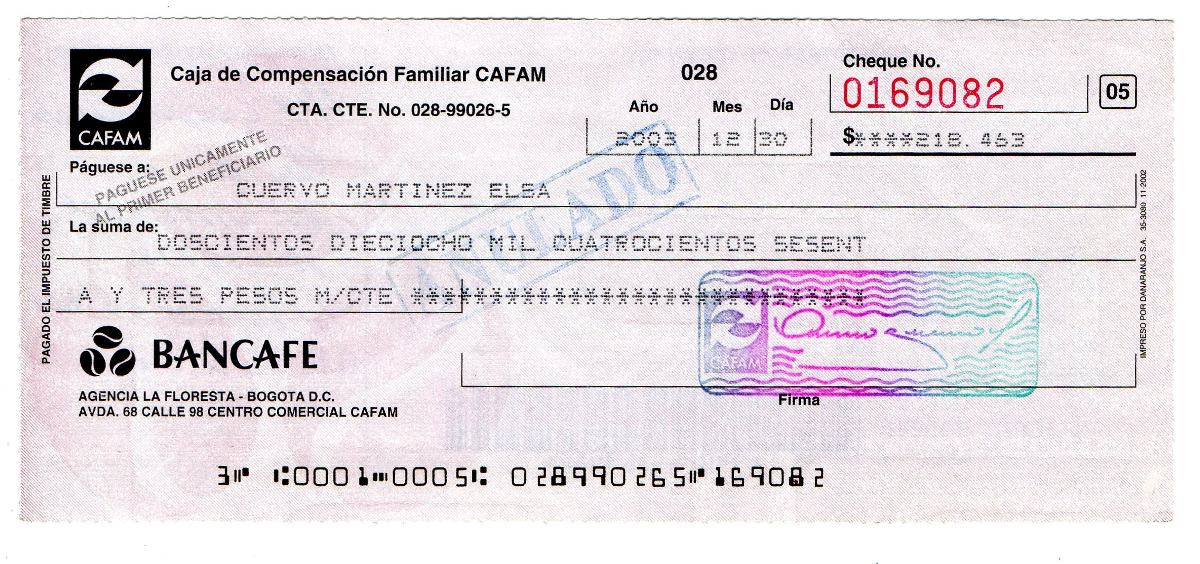 CAFAM
Caja de Compensación Familiar CAFAM
CTA. CTE. No. 028-99026-5
028
Año Mes Día
2003 12 30
Cheque No.
0169082
05
$****218.463
PAGUESE UNICAMENTE
AL PRIMER BENEFICIARIO
Páguese a: CUERVO MARTINEZ ELBA
La suma de: DOSCIENTOS DIECIOCHO MIL CUATROCIENTOS SESENT
A Y TRES PESOS M/CTE *****************************
ANULADO
BANCAFE
AGENCIA LA FLORESTA - BOGOTA D.C.
AVDA. 68 CALLE 98 CENTRO COMERCIAL CAFAM
CAFAM
Firma
PAGADO EL IMPUESTO DE TIMBRE
IMPRESO POR DANARANJO S.A. 35-3080 11-2002
3⑈ ⑆0001⑉0005⑆ 028990265⑈169082